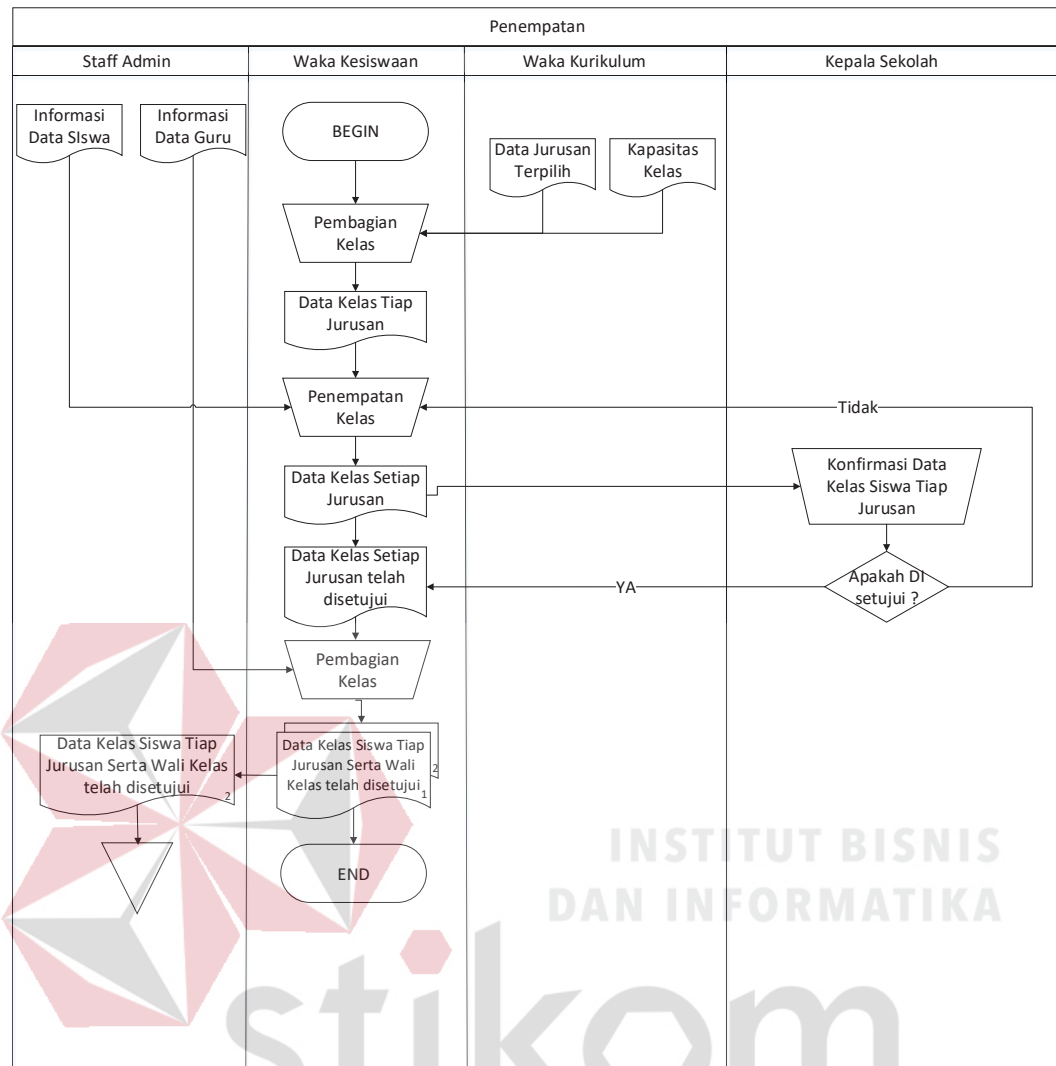 Penempatan
Staff Admin
Waka Kesiswaan
Waka Kurikulum
Kepala Sekolah
Informasi
Data SIswa
Informasi
Data Guru
BEGIN
Data Jurusan
Terpilih
Kapasitas
Kelas
Pembagian
Kelas
Data Kelas Tiap
Jurusan
Penempatan
Kelas
Tidak
Data Kelas Setiap
Jurusan
Konfirmasi Data
Kelas Siswa Tiap
Jurusan
Data Kelas Setiap
Jurusan telah
disetujui
YA
Apakah DI
setujui ?
Pembagian
Kelas
Data Kelas Siswa Tiap
Jurusan Serta Wali Kelas
telah disetujui
2
Data Kelas Siswa Tiap
Jurusan Serta Wali
Kelas telah disetujui
1
2
END
INSTITUT BISNIS
DAN INFORMATIKA
stikom